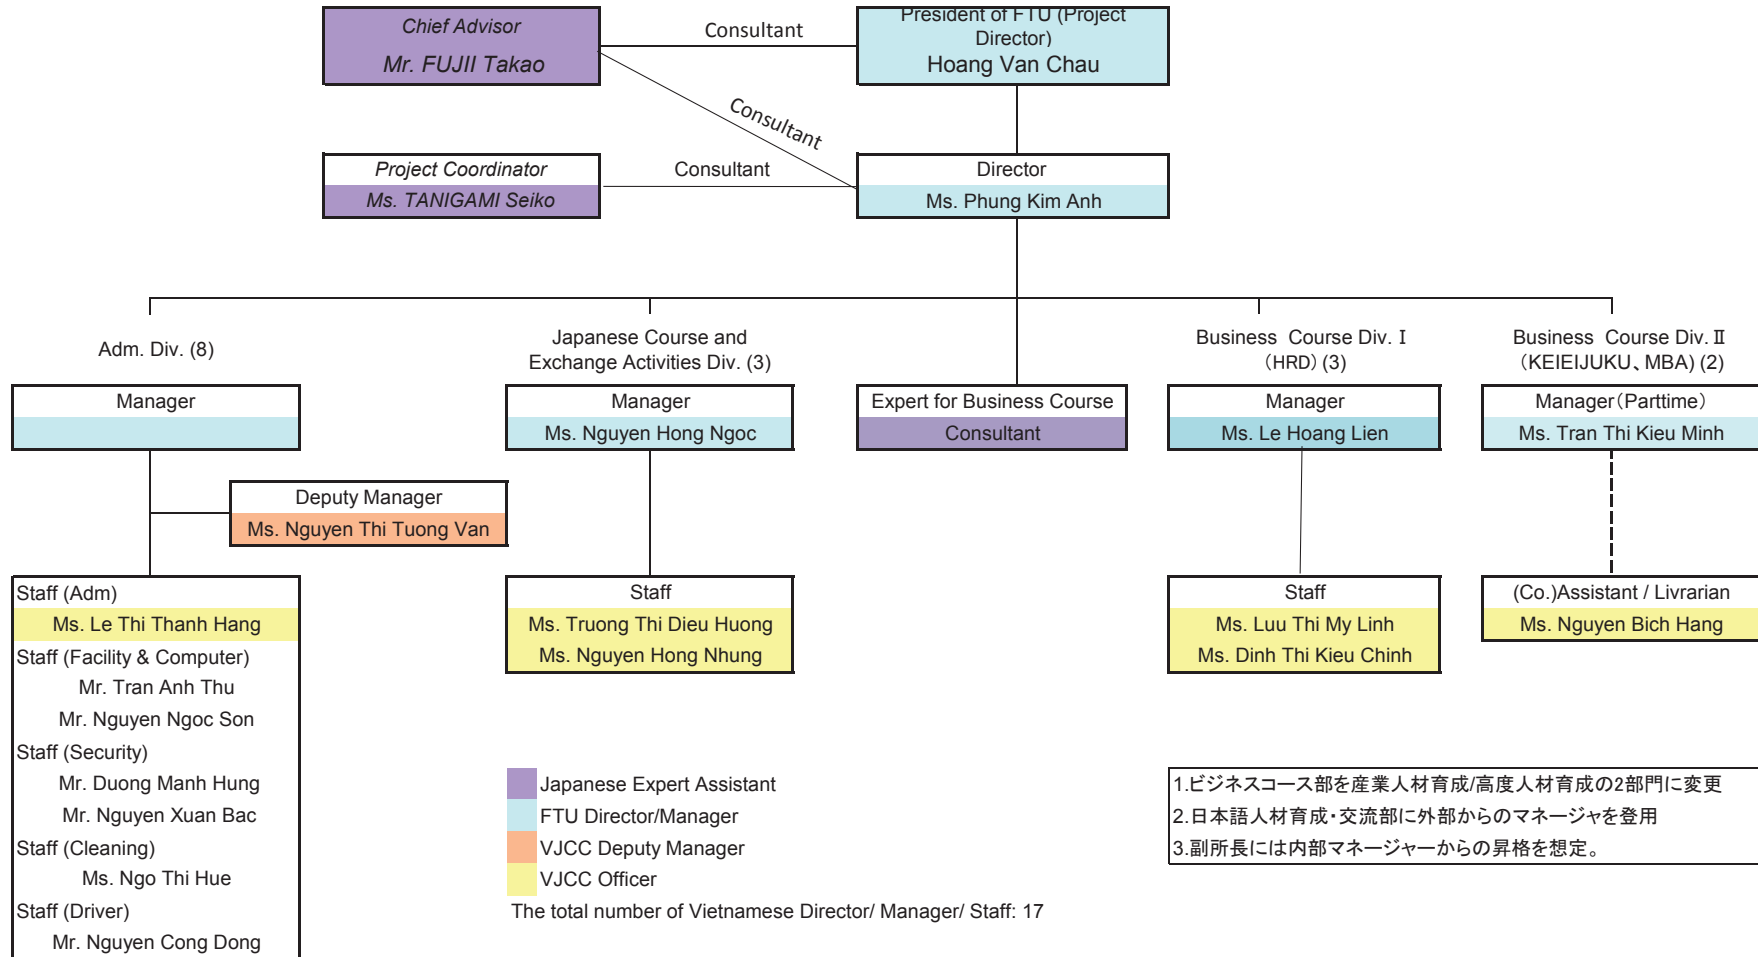 Chief Advisor
Mr. FUJII Takao
Consultant
President of FTU (Project
Director)
Hoang Van Chau
Consultant
Project Coordinator
Ms. TANIGAMI Seiko
Consultant
Director
Ms. Phung Kim Anh
Adm. Div. (8)
Japanese Course and
Exchange Activities Div. (3)
Business Course Div. Ⅰ
（HRD) (3)
Business Course Div. Ⅱ
(KEIEIJUKU、MBA) (2)
Manager
Manager
Ms. Nguyen Hong Ngoc
Expert for Business Course
Consultant
Manager
Ms. Le Hoang Lien
Manager（Parttime）
Ms. Tran Thi Kieu Minh
Deputy Manager
Ms. Nguyen Thi Tuong Van
Staff (Adm)
Ms. Le Thi Thanh Hang
Staff (Facility & Computer)
Mr. Tran Anh Thu
Mr. Nguyen Ngoc Son
Staff (Security)
Mr. Duong Manh Hung
Mr. Nguyen Xuan Bac
Staff (Cleaning)
Ms. Ngo Thi Hue
Staff (Driver)
Mr. Nguyen Cong Dong
Staff
Ms. Truong Thi Dieu Huong
Ms. Nguyen Hong Nhung
Staff
Ms. Luu Thi My Linh
Ms. Dinh Thi Kieu Chinh
(Co.)Assistant / Livrarian
Ms. Nguyen Bich Hang
Japanese Expert Assistant
FTU Director/Manager
VJCC Deputy Manager
VJCC Officer
The total number of Vietnamese Director/ Manager/ Staff: 17
1.ビジネスコース部を産業人材育成/高度人材育成の2部門に変更
2.日本語人材育成・交流部に外部からのマネージャを登用
3.副所長には内部マネージャーからの昇格を想定。